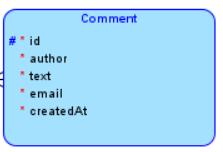 Comment
# * id
* author
* text
* email
* createdAt